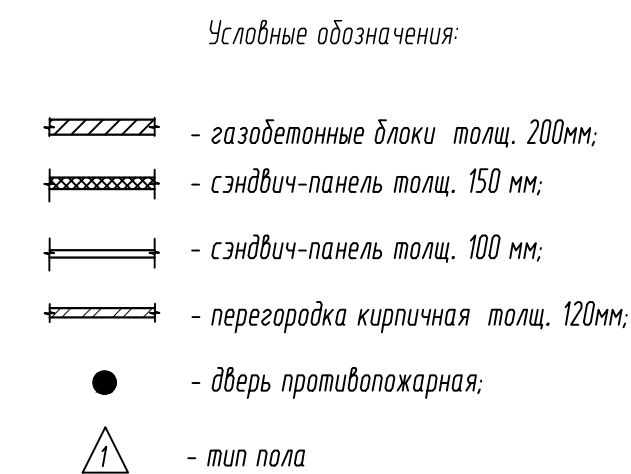 Условные обозначения:
- газобетонные блоки толщ. 200мм;
- сэндвич-панель толщ. 150 мм;
- сэндвич-панель толщ. 100 мм;
- перегородка кирпичная толщ. 120мм;
- дверь противопожарная;
1 - тип пола